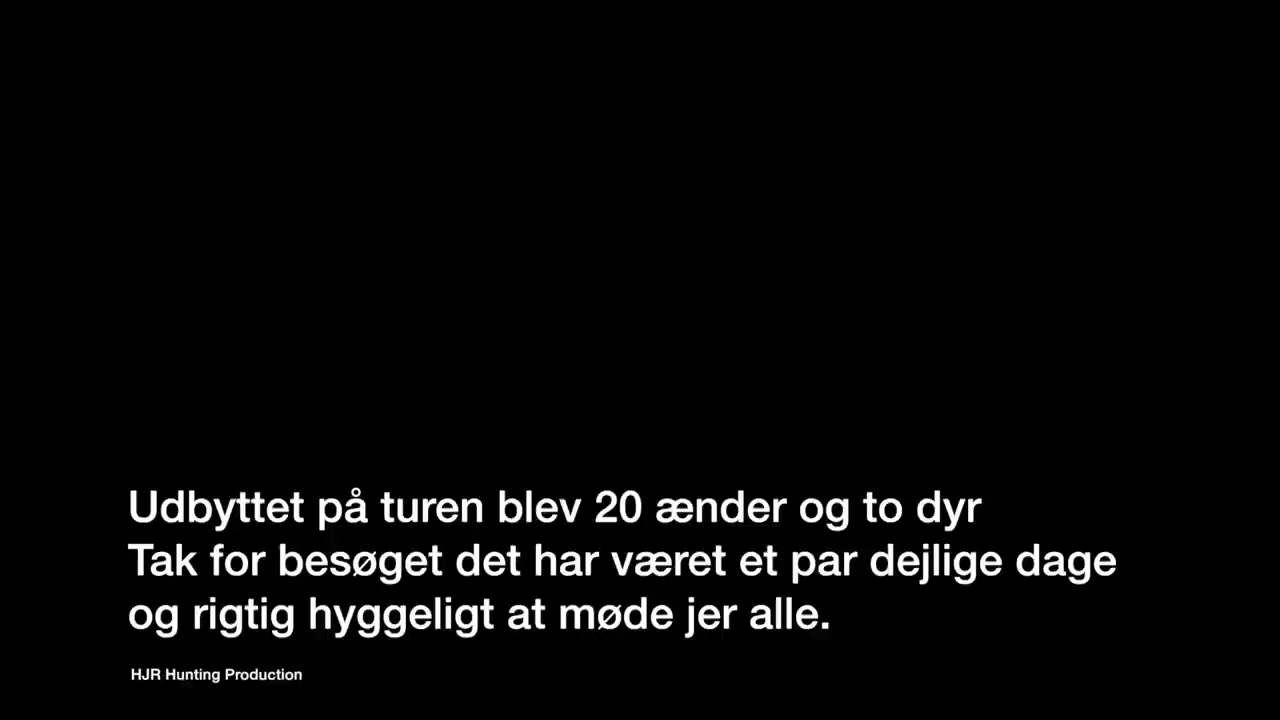 Udbyttet på turen blev 20 ænder og to dyr
Tak for besøget det har været et par dejlige dage
og rigtig hyggeligt at møde jer alle.
HJR Hunting Production